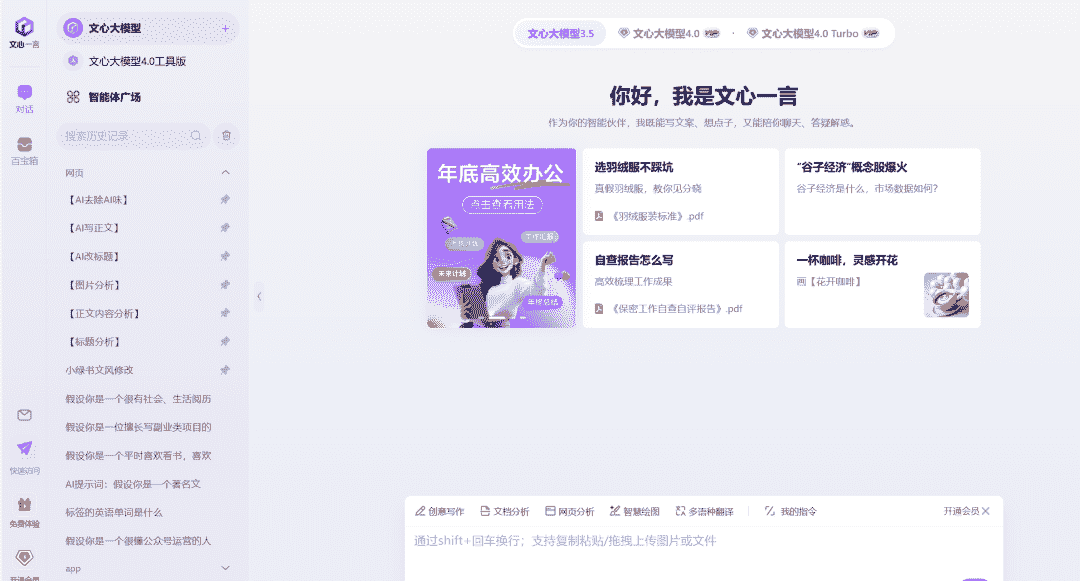 文心一言
对话
百宝箱
快速访问
免费体验
开通会员
文心大模型
+
文心大模型4.0工具版
智能体广场
搜索历史记录
网页
【AI去除AI味】
【AI写正文】
【AI改标题】
【图片分析】
【正文内容分析】
【标题分析】
小绿书文风修改
假设你是一个很有社会、生活阅历
假设你是一位擅长写副业类项目的
假设你是一个平时喜欢看书，喜欢
AI提示词：假设你是一个著名文
标签的英语单词是什么
假设你是一个很懂公众号运营的人
app
文心大模型3.5
文心大模型4.0 VIP
·
文心大模型4.0 Turbo VIP
你好，我是文心一言
作为你的智能伙伴，我既能写文案、想点子，又能陪你聊天、答疑解惑。
年底高效办公
点击查看用法
工作汇报
未来计划
年度总结
选羽绒服不踩坑
真假羽绒服，教你见分晓
《羽绒服装标准》.pdf
“谷子经济”概念股爆火
谷子经济是什么，市场数据如何？
自查报告怎么写
高效梳理工作成果
《保密工作自查自评报告》.pdf
一杯咖啡，灵感开花
画【花开咖啡】
创意写作
文档分析
网页分析
智慧绘图
多语种翻译
我的指令
开通会员
通过shift+回车换行；支持复制粘贴/拖拽上传图片或文件